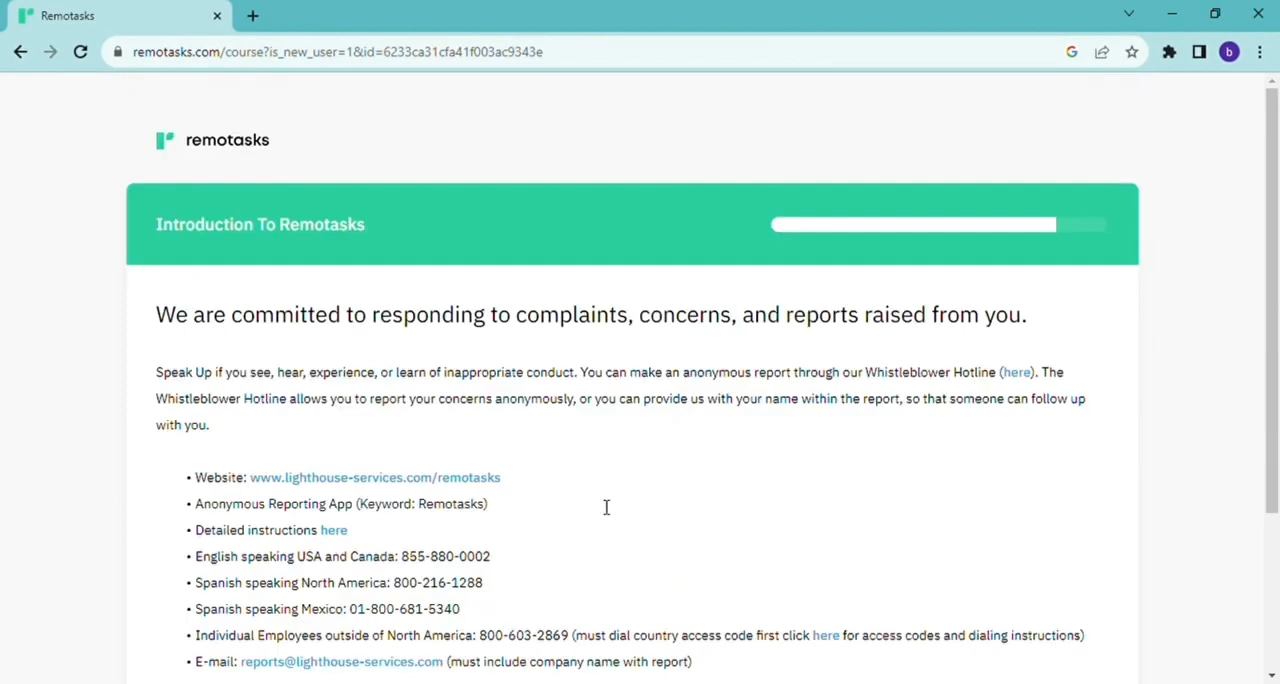 Remotasks
remotasks.com/course?is_new_user=1&id=6233ca31cfa41f003ac9343e
b
remotasks
Introduction To Remotasks
We are committed to responding to complaints, concerns, and reports raised from you.
Speak Up if you see, hear, experience, or learn of inappropriate conduct. You can make an anonymous report through our Whistleblower Hotline (here). The
Whistleblower Hotline allows you to report your concerns anonymously, or you can provide us with your name within the report, so that someone can follow up
with you.
• Website: www.lighthouse-services.com/remotasks
• Anonymous Reporting App (Keyword: Remotasks)
• Detailed instructions here
• English speaking USA and Canada: 855-880-0002
• Spanish speaking North America: 800-216-1288
• Spanish speaking Mexico: 01-800-681-5340
• Individual Employees outside of North America: 800-603-2869 (must dial country access code first click here for access codes and dialing instructions)
• E-mail: reports@lighthouse-services.com (must include company name with report)